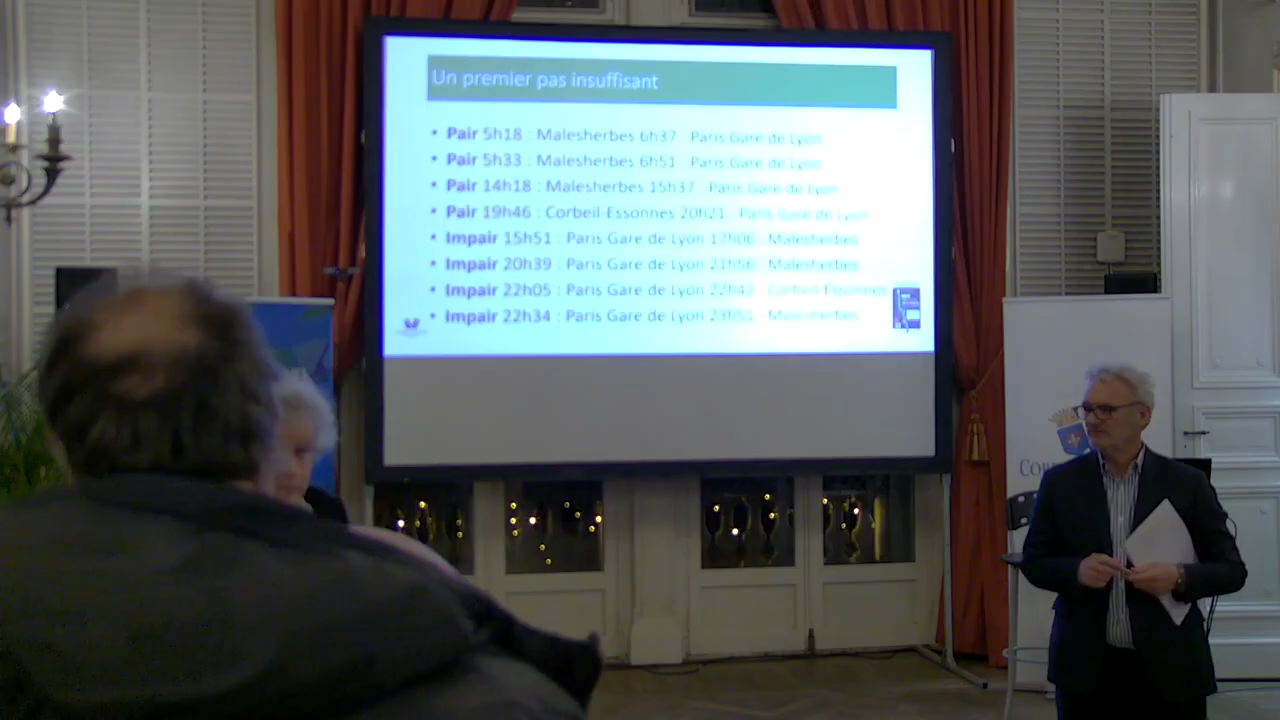 Un premier pas insuffisant
• Pair 5h18 : Malesherbes 6h37 Paris Gare de Lyon
• Pair 5h33 : Malesherbes 6h51 Paris Gare de Lyon
• Pair 14h18 : Malesherbes 15h37 Paris Gare de Lyon
• Pair 19h46 : Corbeil-Essonnes 20h21 Paris Gare de Lyon
• Impair 15h51 : Paris Gare de Lyon 17h06 Malesherbes
• Impair 20h39 : Paris Gare de Lyon 21h56 Malesherbes
• Impair 22h05 : Paris Gare de Lyon 22h42 Corbeil-Essonnes
• Impair 22h34 : Paris Gare de Lyon 23h51 Malesherbes